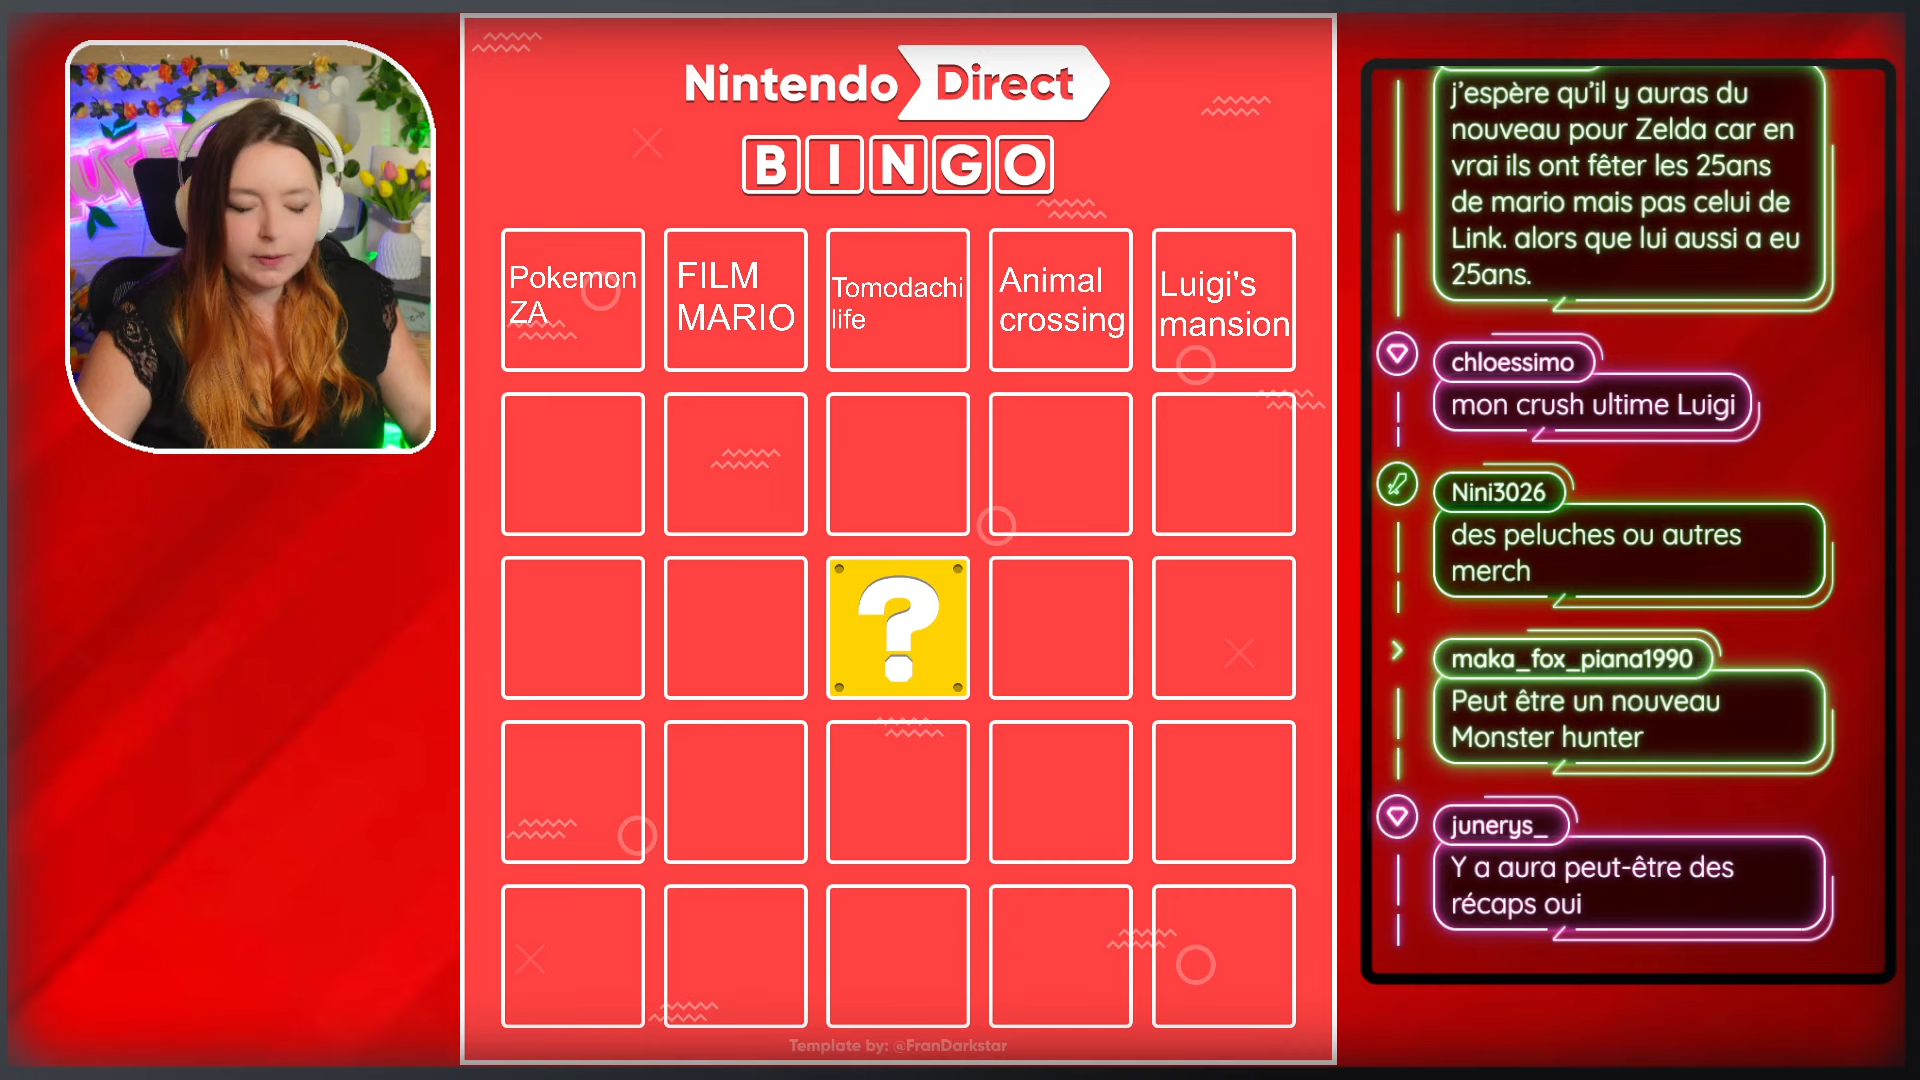 Nintendo Direct
BINGO
Pokemon
ZA
FILM
MARIO
Tomodachi
life
Animal
crossing
Luigi's
mansion
?
Template by: @FranDarkstar
j'espère qu'il y auras du
nouveau pour Zelda car en
vrai ils ont fêter les 25ans
de mario mais pas celui de
Link. alors que lui aussi a eu
25ans.
chloessimo
mon crush ultime Luigi
Nini3026
des peluches ou autres
merch
maka_fox_piana1990
Peut être un nouveau
Monster hunter
junerys_
Y a aura peut-être des
récaps oui